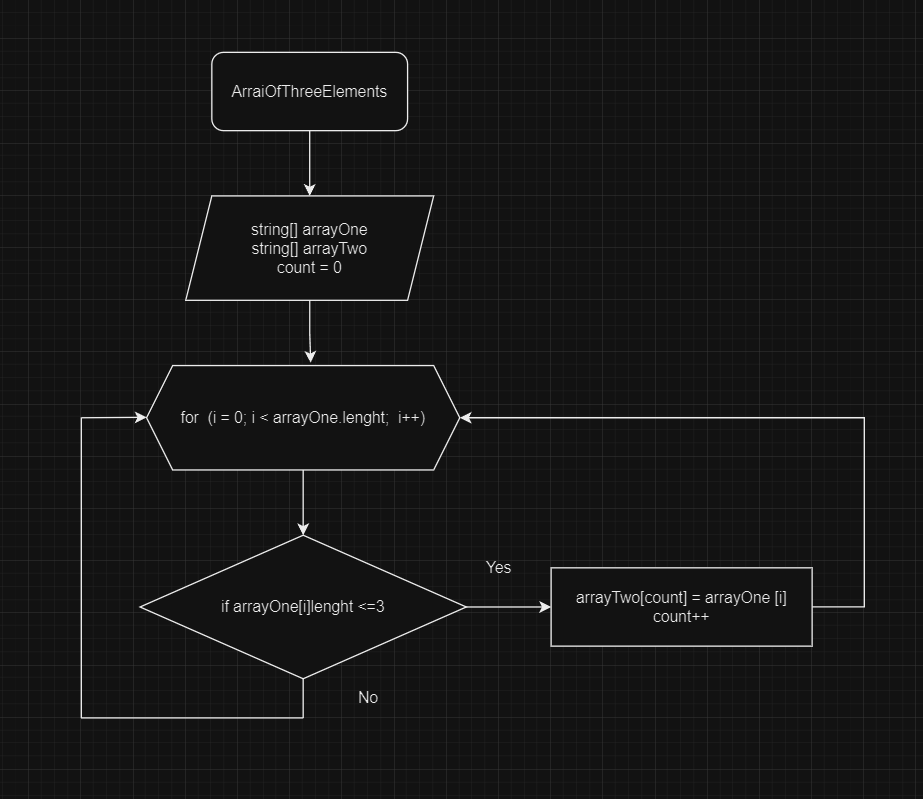 ArraiOfThreeElements
string[] arrayOne
string[] arrayTwo
count = 0
for (i = 0; i < arrayOne.lenght; i++)
if arrayOne[i]lenght <=3
Yes
arrayTwo[count] = arrayOne [i]
count++
No